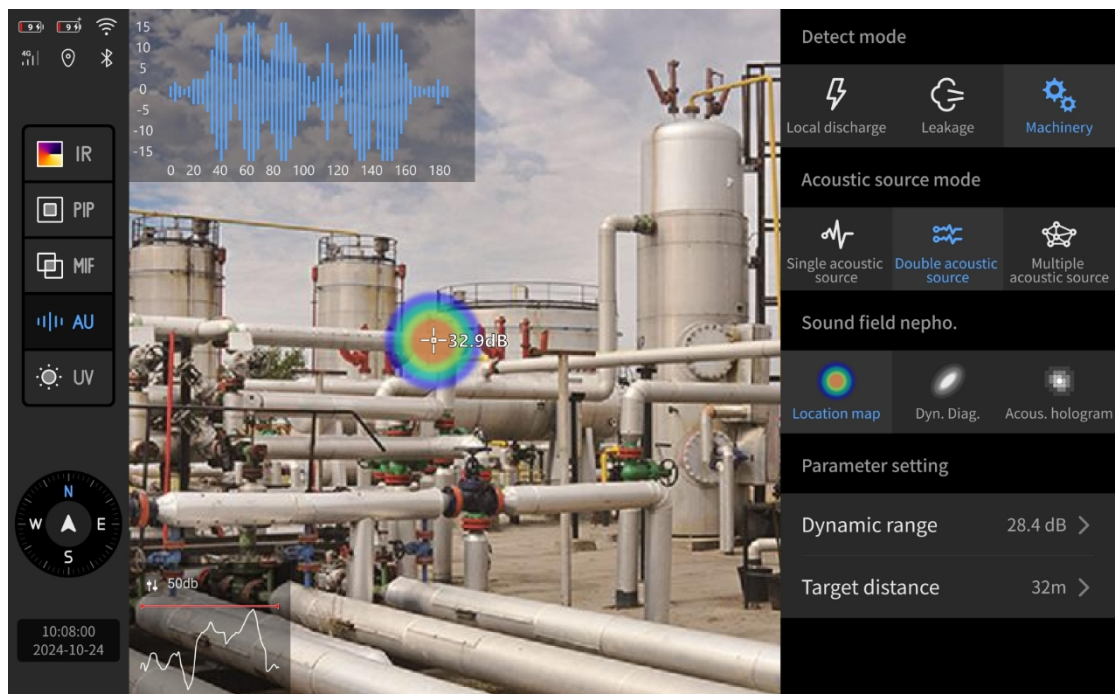 9 9
4G
IR
PIP
MIF
AU
UV
N
W E
S
10:08:00
2024-10-24
15
10
5
0
-5
-10
-15
0 20 40 60 80 100 120 140 160 180
32.9dB
50db
Detect mode
Local discharge Leakage Machinery
Acoustic source mode
Single acoustic source Double acoustic source Multiple acoustic source
Sound field nepho.
Location map Dyn. Diag. Acous. hologram
Parameter setting
Dynamic range 28.4 dB
Target distance 32m